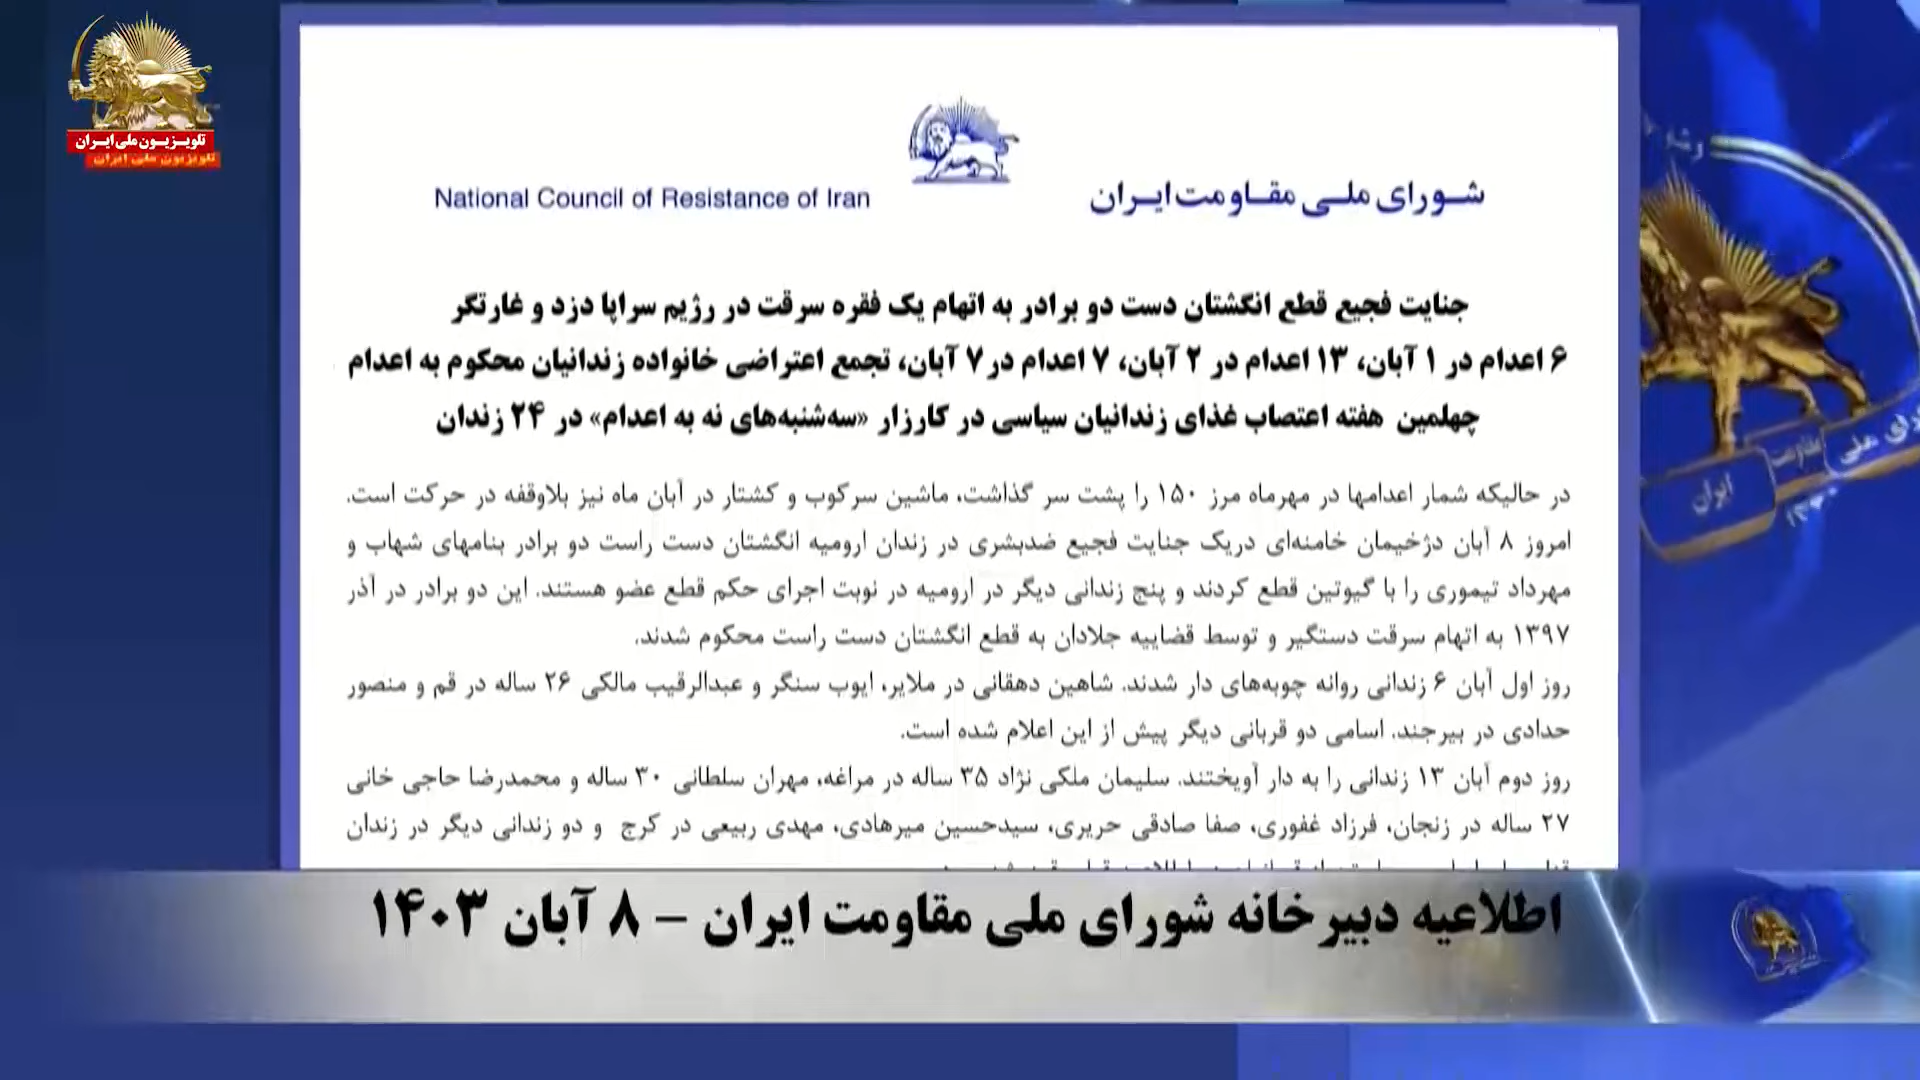 تلویزیون ملی ایران
National Council of Resistance of Iran
شورای ملی مقاومت ایران
جنایت فجیع قطع انگشتان دست دو برادر به اتهام یک فقره سرقت در رژیم سراپا دزد و غارتگر
۶ اعدام در ۱ آبان، ۱۳ اعدام در ۲ آبان، ۷ اعدام در ۷ آبان، تجمع اعتراضی خانواده زندانیان محکوم به اعدام
چهلمین هفته اعتصاب غذای زندانیان سیاسی در کارزار «سه‌شنبه‌های نه به اعدام» در ۲۴ زندان
در حالیکه شمار اعدامها در مهرماه مرز ۱۵۰ را پشت سر گذاشت، ماشین سرکوب و کشتار در آبان ماه نیز بلاوقفه در حرکت است.
امروز ۸ آبان دژخیمان خامنه‌ای دریک جنایت فجیع ضدبشری در زندان ارومیه انگشتان دست راست دو برادر بنامهای شهاب و
مهرداد تیموری را با گیوتین قطع کردند و پنج زندانی دیگر در ارومیه در نوبت اجرای حکم قطع عضو هستند. این دو برادر در آذر
۱۳۹۷ به اتهام سرقت دستگیر و توسط قضاییه جلادان به قطع انگشتان دست راست محکوم شدند.
روز اول آبان ۶ زندانی روانه چوبه‌های دار شدند. شاهین دهقانی در ملایر، ایوب سنگر و عبدالرقیب مالکی ۲۶ ساله در قم و منصور
حدادی در بیرجند. اسامی دو قربانی دیگر پیش از این اعلام شده است.
روز دوم آبان ۱۳ زندانی را به دار آویختند. سلیمان ملکی نژاد ۳۵ ساله در مراغه، مهران سلطانی ۳۰ ساله و محمدرضا حاجی خانی
۲۷ ساله در زنجان، فرزاد غفوری، صفا صادقی حریری، سیدحسین میرهادی، مهدی ربیعی در کرج و دو زندانی دیگر در زندان
اطلاعیه دبیرخانه شورای ملی مقاومت ایران – ۸ آبان ۱۴۰۳
ملی
مقاومت
ایران